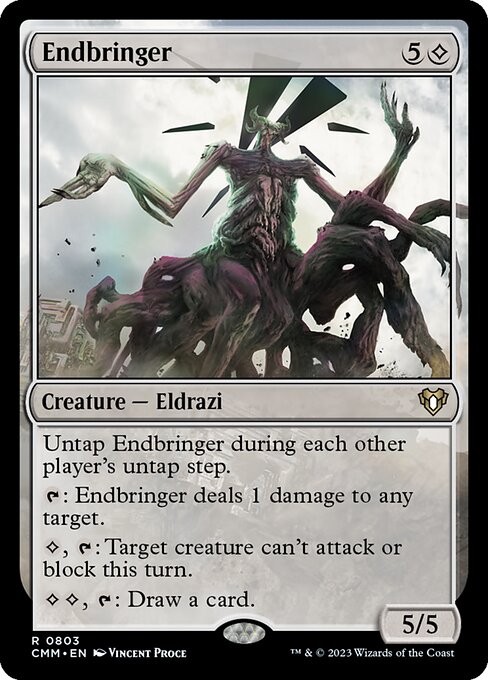 Endbringer 5◇
Creature — Eldrazi
Untap Endbringer during each other
player's untap step.
: Endbringer deals 1 damage to any
target.
◇, : Target creature can't attack or
block this turn.
◇◇, : Draw a card.
5/5
R 0803
CMM • EN Vincent Proce
™ & © 2023 Wizards of the Coast